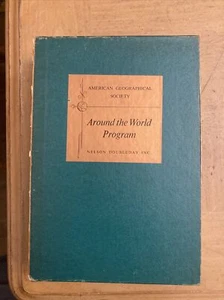 AMERICAN GEOGRAPHICAL
SOCIETY
Around the World
Program
NELSON DOUBLEDAY, INC.